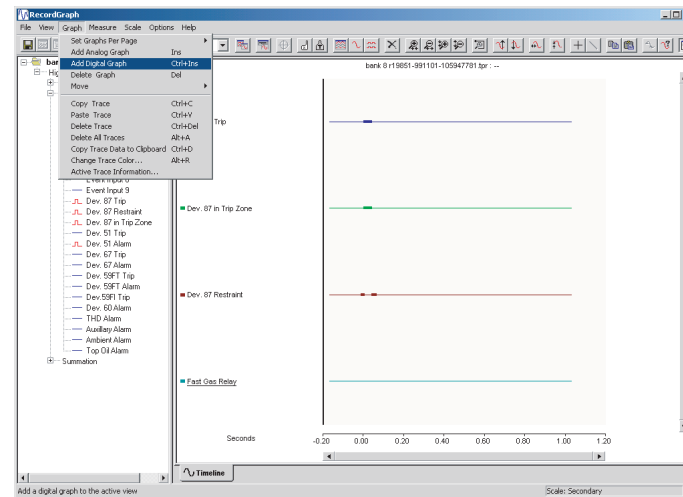 RecordGraph
File View Graph Measure Scale Options Help
Set Graphs Per Page
Add Analog Graph Ins
Add Digital Graph Ctrl+Ins
Delete Graph Del
Move
Copy Trace Ctrl+C
Paste Trace Ctrl+V
Delete Trace Ctrl+Del
Delete All Traces Alt+A
Copy Trace Data to Clipboard Ctrl+D
Change Trace Color... Alt+R
Active Trace Information...
Event Input 9
Dev. 87 Trip
Dev. 87 Restraint
Dev. 87 in Trip Zone
Dev. 51 Trip
Dev. 51 Alarm
Dev. 67 Trip
Dev. 67 Alarm
Dev. 59FT Trip
Dev. 59FT Alarm
Dev.59FI Trip
Dev. 60 Alarm
THD Alarm
Auxillary Alarm
Ambient Alarm
Top Oil Alarm
Summation
bank 8 r19851-991101-105947781.tpr : --
Trip
Dev. 87 in Trip Zone
Dev. 87 Restraint
Fast Gas Relay
Seconds
-0.20 0.00 0.20 0.40 0.60 0.80 1.00 1.20
Timeline
Add a digital graph to the active view
Scale: Secondary